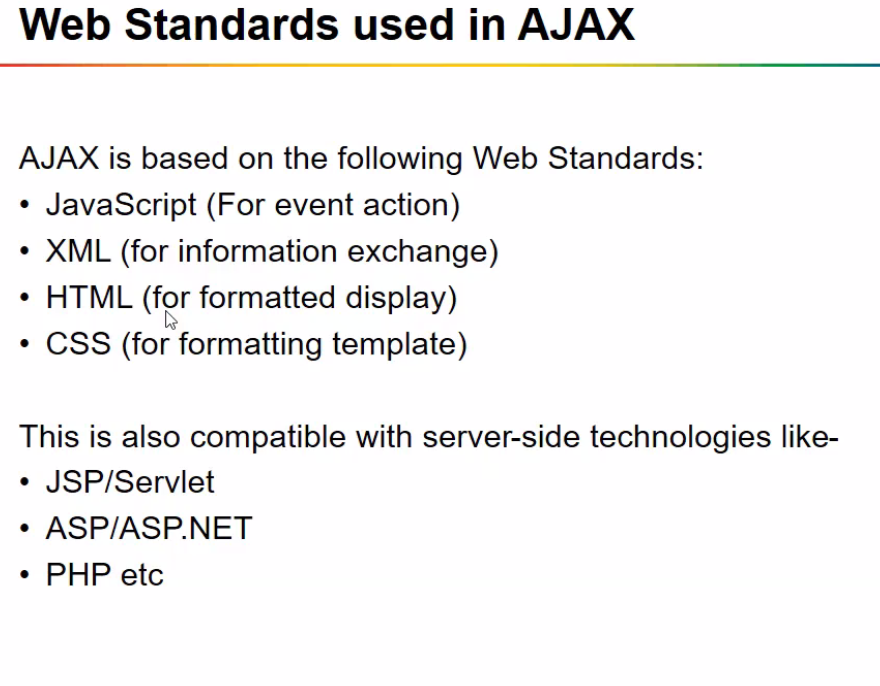 Web Standards used in AJAX
AJAX is based on the following Web Standards:
• JavaScript (For event action)
• XML (for information exchange)
• HTML (for formatted display)
• CSS (for formatting template)
This is also compatible with server-side technologies like-
• JSP/Servlet
• ASP/ASP.NET
• PHP etc